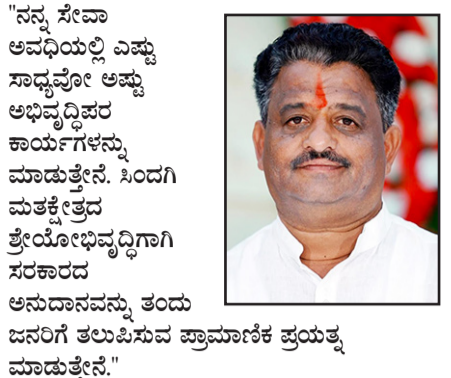 "ನನ್ನ ಸೇವಾ
ಅವಧಿಯಲ್ಲಿ ಎಷ್ಟು
ಸಾಧ್ಯವೋ ಅಷ್ಟು
ಅಭಿವೃದ್ಧಿಪರ
ಕಾರ್ಯಗಳನ್ನು
ಮಾಡುತ್ತೇನೆ. ಸಿಂದಗಿ
ಮತಕ್ಷೇತ್ರದ
ಶ್ರೇಯೋಭಿವೃದ್ಧಿಗಾಗಿ
ಸರಕಾರದ
ಅನುದಾನವನ್ನು ತಂದು
ಜನರಿಗೆ ತಲುಪಿಸುವ ಪ್ರಾಮಾಣಿಕ ಪ್ರಯತ್ನ
ಮಾಡುತ್ತೇನೆ."